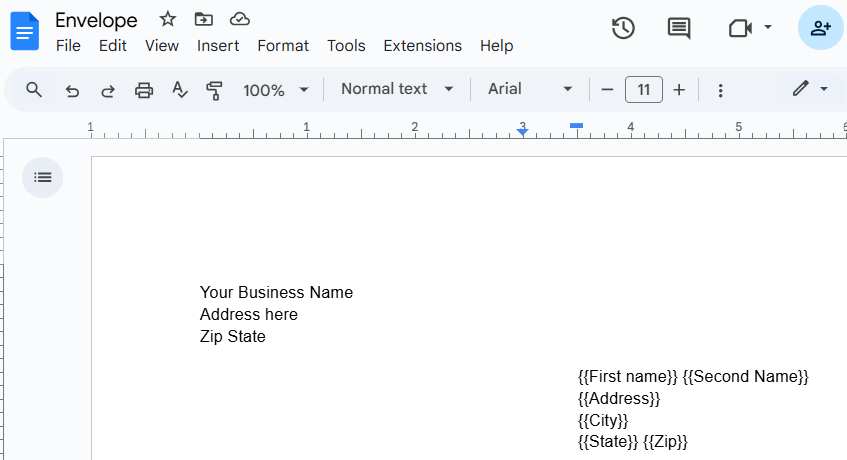 Envelope
File Edit View Insert Format Tools Extensions Help
100% Normal text Arial 11
1 1 2 3 4 5
Your Business Name
Address here
Zip State
{{First name}} {{Second Name}}
{{Address}}
{{City}}
{{State}} {{Zip}}